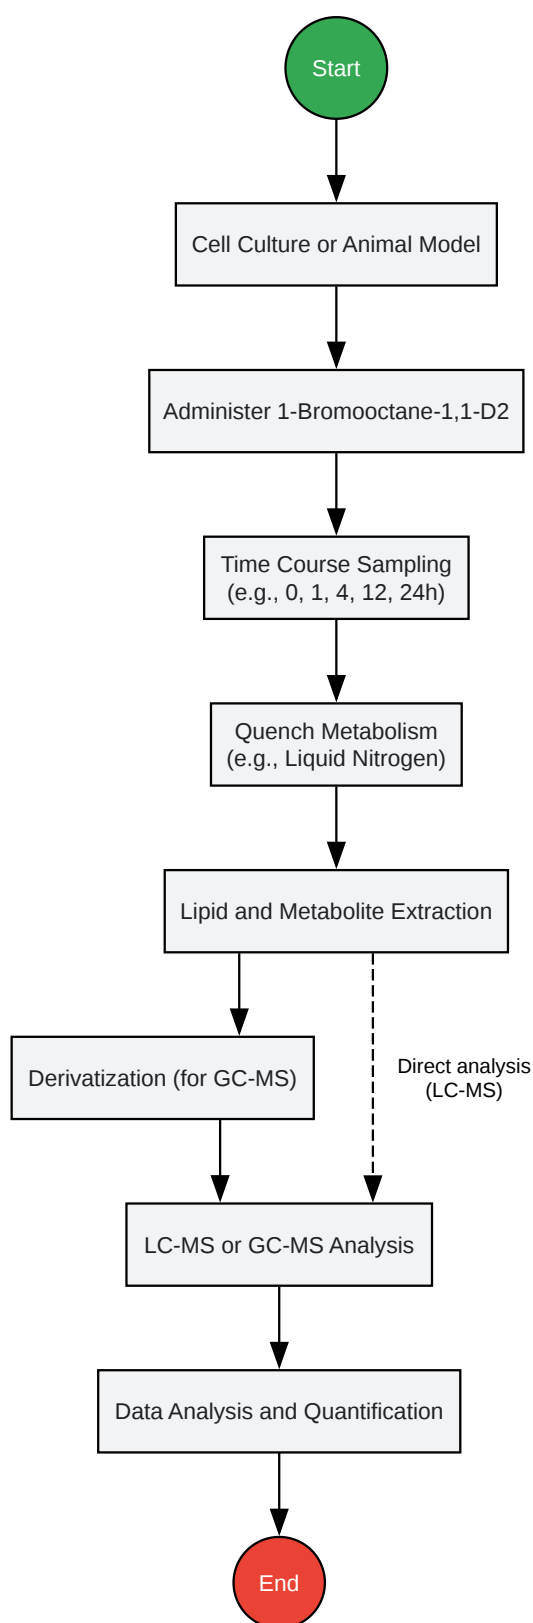 Start
Cell Culture or Animal Model
Administer 1-Bromooctane-1,1-D2
Time Course Sampling
(e.g., 0, 1, 4, 12, 24h)
Quench Metabolism
(e.g., Liquid Nitrogen)
Lipid and Metabolite Extraction
Derivatization (for GC-MS)
Direct analysis
(LC-MS)
LC-MS or GC-MS Analysis
Data Analysis and Quantification
End